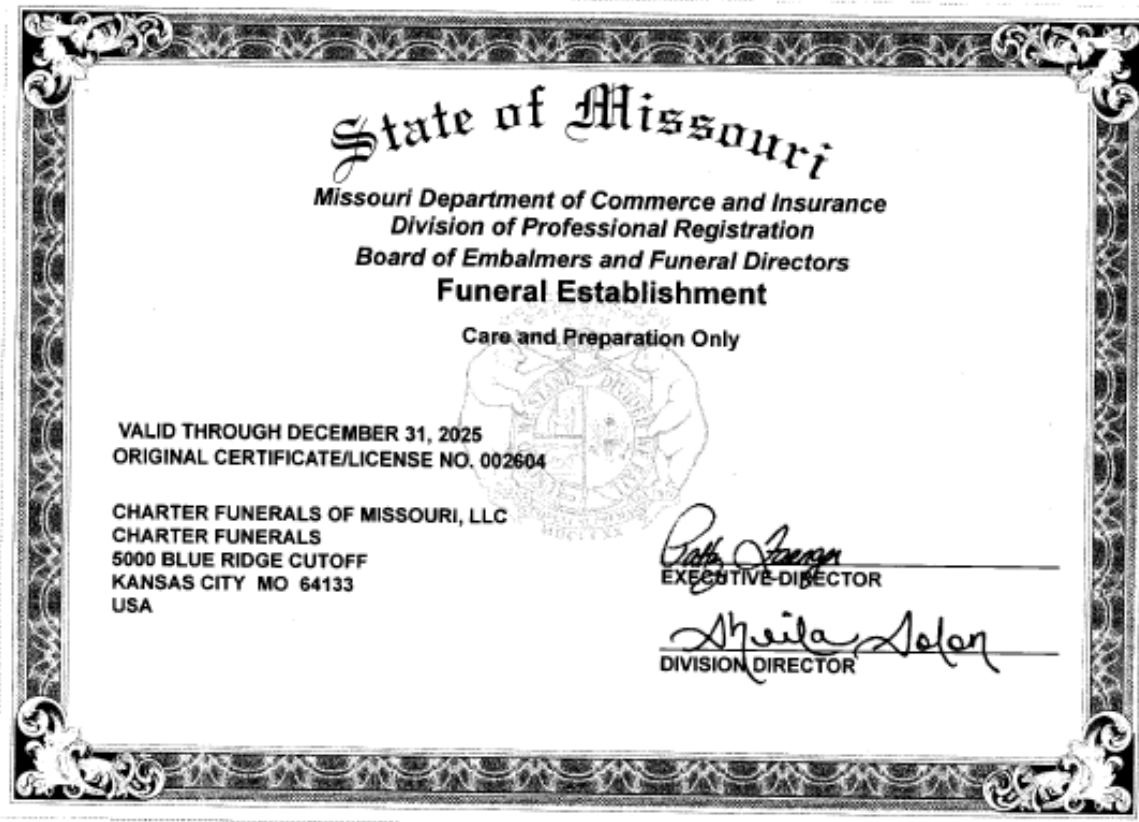 State of Missouri
Missouri Department of Commerce and Insurance
Division of Professional Registration
Board of Embalmers and Funeral Directors
Funeral Establishment
Care and Preparation Only
VALID THROUGH DECEMBER 31, 2025
ORIGINAL CERTIFICATE/LICENSE NO. 002604
CHARTER FUNERALS OF MISSOURI, LLC
CHARTER FUNERALS
5000 BLUE RIDGE CUTOFF
KANSAS CITY MO 64133
USA
EXECUTIVE DIRECTOR
Sheila Solon
DIVISION DIRECTOR